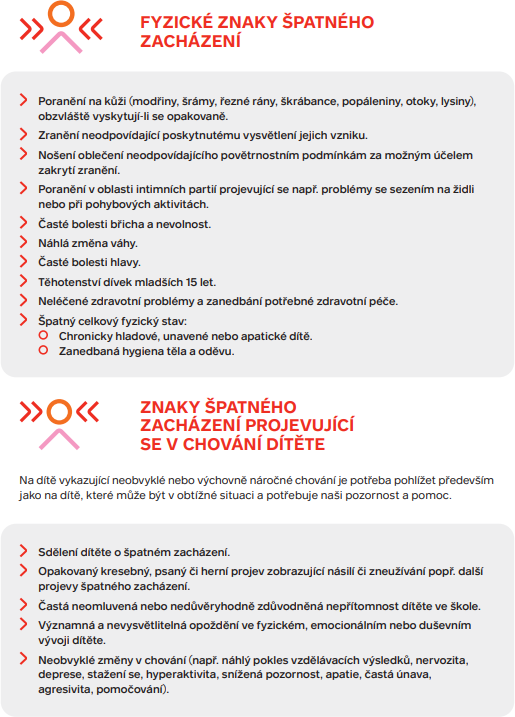 FYZICKÉ ZNAKY ŠPATNÉHO
ZACHÁZENÍ
Poranění na kůži (modřiny, šrámy, řezné rány, škrábance, popáleniny, otoky, lysiny),
obzvláště vyskytují-li se opakovaně.
Zranění neodpovídající poskytnutému vysvětlení jejich vzniku.
Nošení oblečení neodpovídajícího povětrnostním podmínkám za možným účelem
zakrytí zranění.
Poranění v oblasti intimních partií projevující se např. problémy se sezením na židli
nebo při pohybových aktivitách.
Časté bolesti břicha a nevolnost.
Náhlá změna váhy.
Časté bolesti hlavy.
Těhotenství dívek mladších 15 let.
Neléčené zdravotní problémy a zanedbání potřebné zdravotní péče.
Špatný celkový fyzický stav:
Chronicky hladové, unavené nebo apatické dítě.
Zanedbaná hygiena těla a oděvu.
ZNAKY ŠPATNÉHO
ZACHÁZENÍ PROJEVUJÍCÍ
SE V CHOVÁNÍ DÍTĚTE
Na dítě vykazující neobvyklé nebo výchovně náročné chování je potřeba pohlížet především
jako na dítě, které může být v obtížné situaci a potřebuje naši pozornost a pomoc.
Sdělení dítěte o špatném zacházení.
Opakovaný kresebný, psaný či herní projev zobrazující násilí či zneužívání popř. další
projevy špatného zacházení.
Častá neomluvená nebo nedůvěryhodně zdůvodněná nepřítomnost dítěte ve škole.
Významná a nevysvětlitelná opoždění ve fyzickém, emocionálním nebo duševním
vývoji dítěte.
Neobvyklé změny v chování (např. náhlý pokles vzdělávacích výsledků, nervozita,
deprese, stažení se, hyperaktivita, snížená pozornost, apatie, častá únava,
agresivita, pomočování).